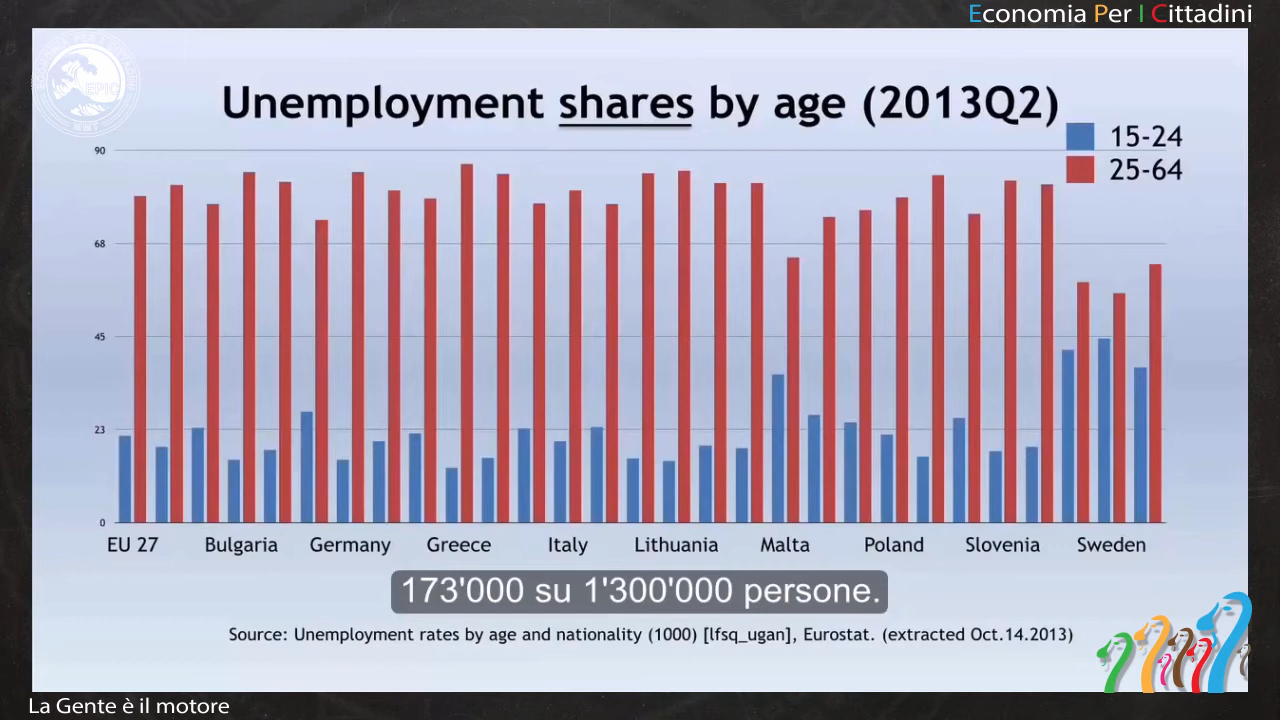 Economia Per I Cittadini
EPIC
Unemployment shares by age (2013Q2)
15-24
25-64
90
68
45
23
0
EU 27 Bulgaria Germany Greece Italy Lithuania Malta Poland Slovenia Sweden
173'000 su 1'300'000 persone.
Source: Unemployment rates by age and nationality (1000) [lfsq_ugan], Eurostat. (extracted Oct.14.2013)
La Gente è il motore